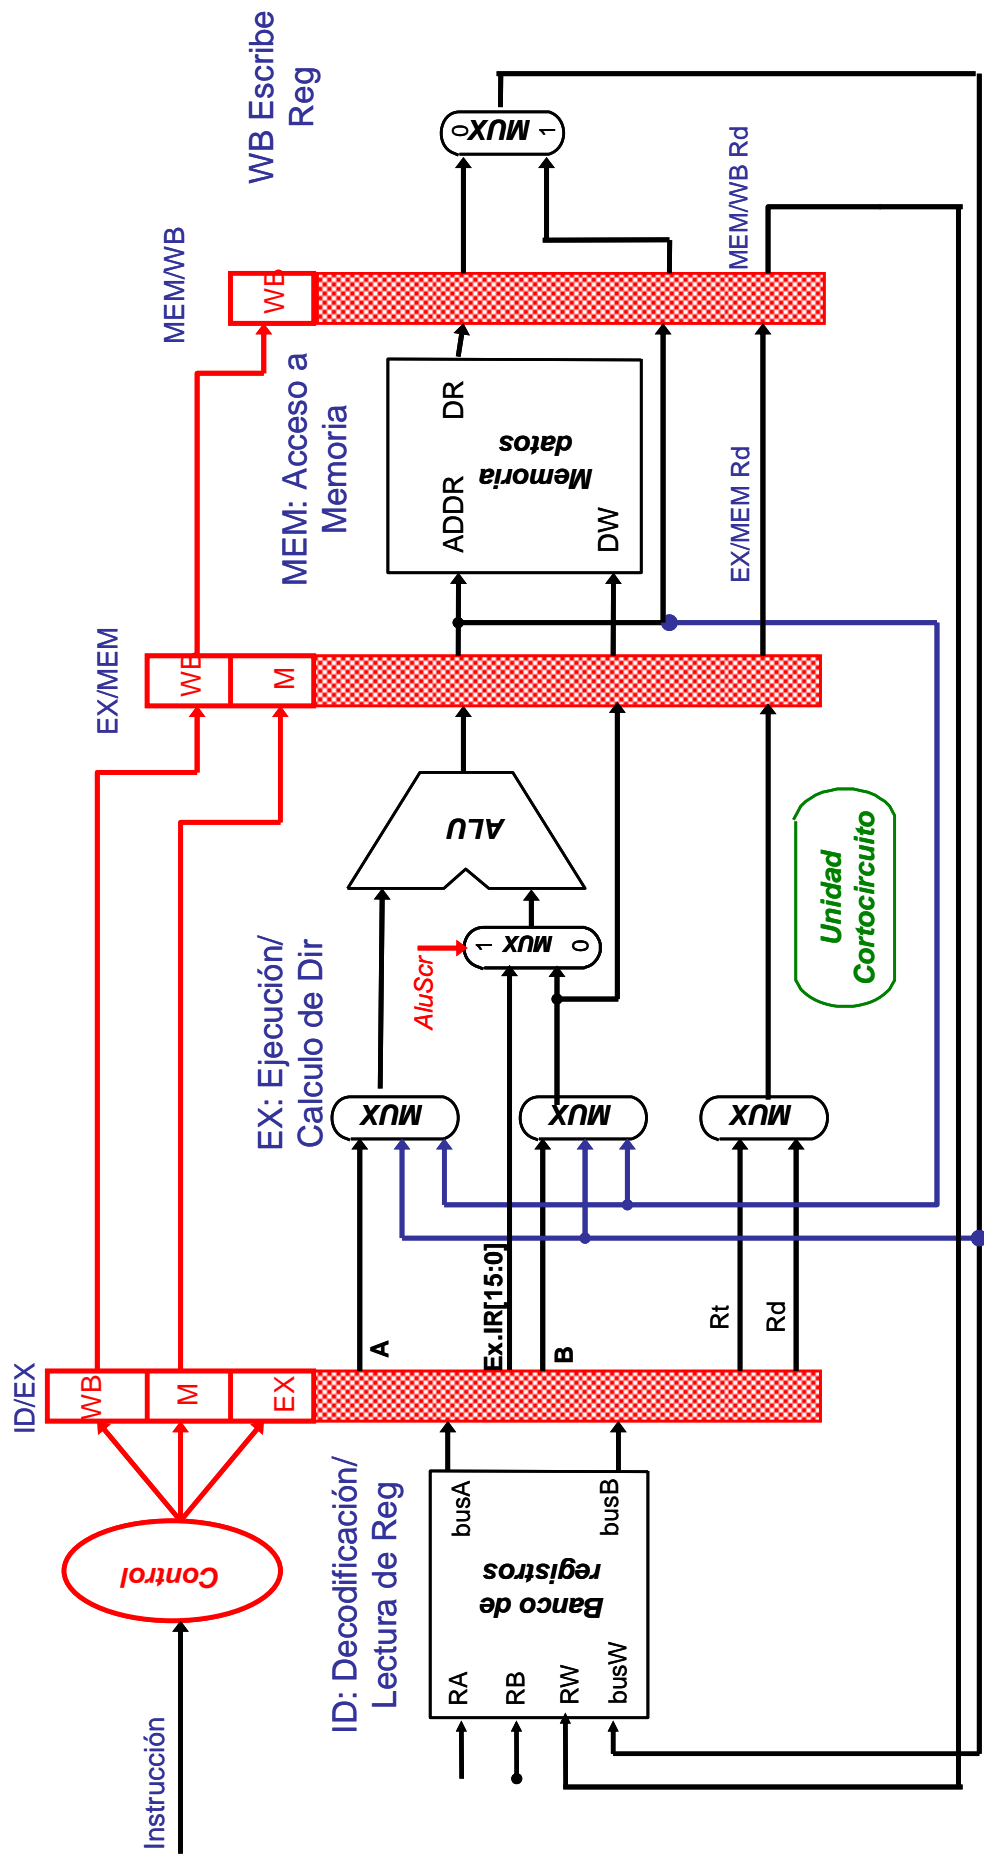 Instrucción
Control
ID/EX
WB
M
EX
EX/MEM
WB
M
MEM/WB
WB
ID: Decodificación/
Lectura de Reg
EX: Ejecución/
Calculo de Dir
MEM: Acceso a
Memoria
WB Escribe
Reg
RA
RB
RW
busW
Banco de
registros
busA
busB
A
Ex.IR[15:0]
B
Rt
Rd
MUX
MUX
MUX
AluScr
1
MUX
0
ALU
Unidad
Cortocircuito
ADDR
DR
DW
Memoria
datos
EX/MEM Rd
MEM/WB Rd
0
MUX
1